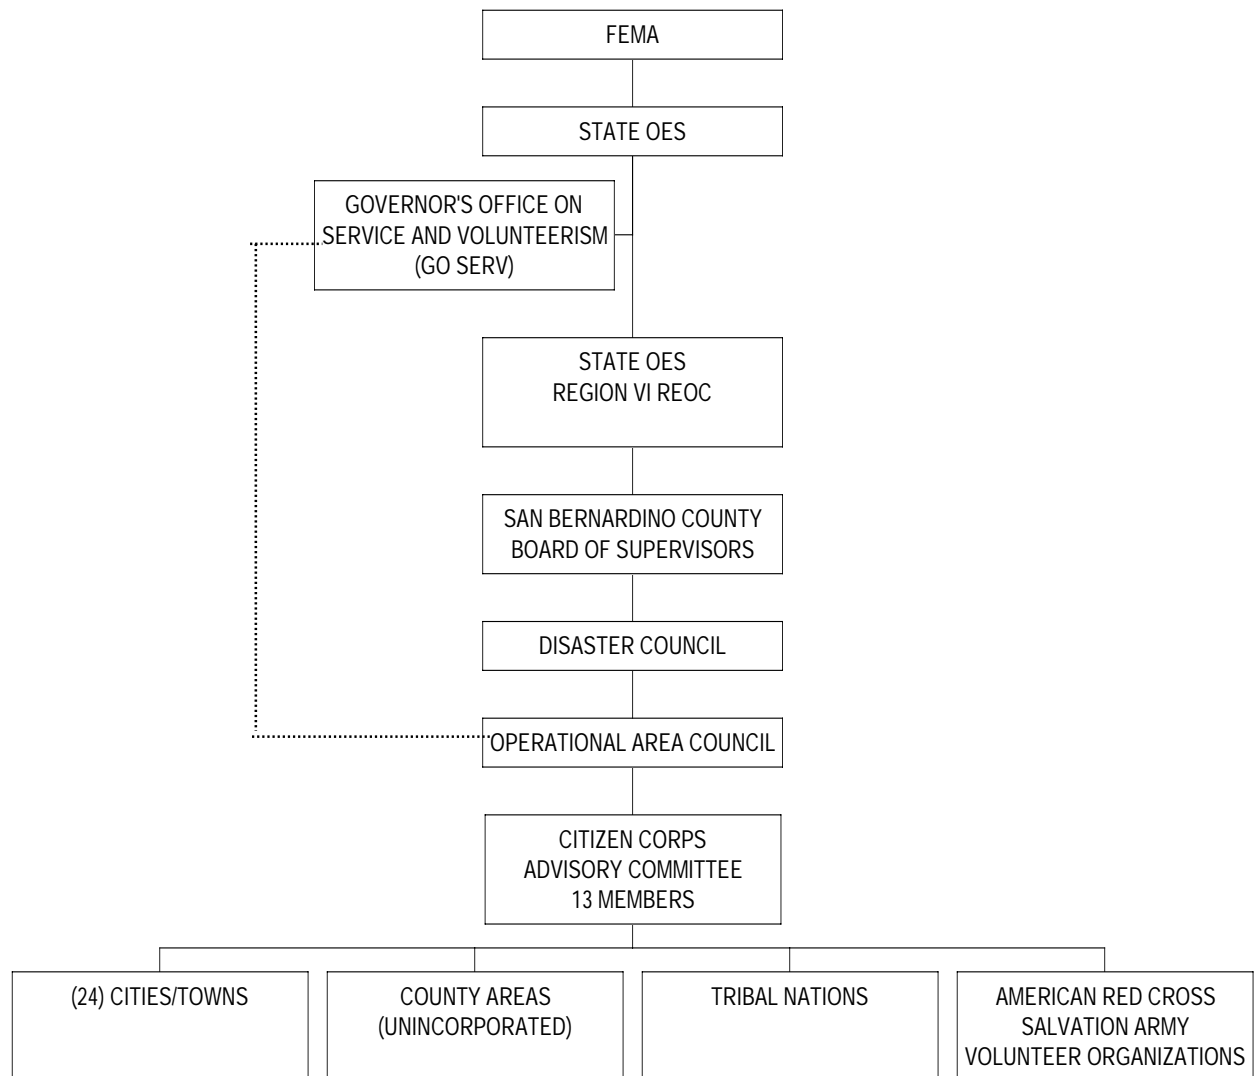 FEMA
STATE OES
GOVERNOR'S OFFICE ON
SERVICE AND VOLUNTEERISM
(GO SERV)
STATE OES
REGION VI REOC
SAN BERNARDINO COUNTY
BOARD OF SUPERVISORS
DISASTER COUNCIL
OPERATIONAL AREA COUNCIL
CITIZEN CORPS
ADVISORY COMMITTEE
13 MEMBERS
(24) CITIES/TOWNS
COUNTY AREAS
(UNINCORPORATED)
TRIBAL NATIONS
AMERICAN RED CROSS
SALVATION ARMY
VOLUNTEER ORGANIZATIONS